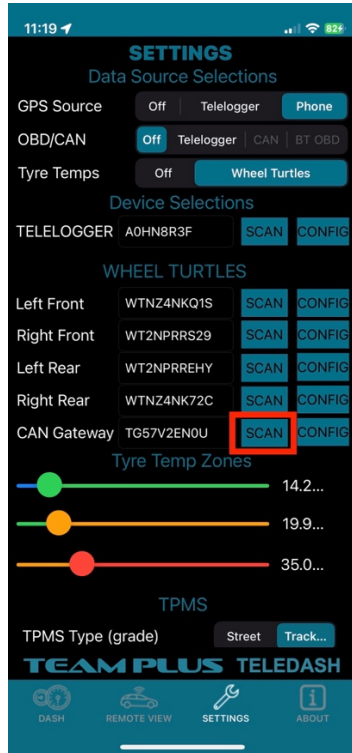 11:19 82
SETTINGS
Data Source Selections
GPS Source Off Telelogger Phone
OBD/CAN Off Telelogger CAN BT OBD
Tyre Temps Off Wheel Turtles
Device Selections
TELELOGGER A0HN8R3F SCAN CONFIG
WHEEL TURTLES
Left Front WTNZ4NKQ1S SCAN CONFIG
Right Front WT2NPRRS29 SCAN CONFIG
Left Rear WT2NPRREHY SCAN CONFIG
Right Rear WTNZ4NK72C SCAN CONFIG
CAN Gateway TG57V2EN0U SCAN CONFIG
Tyre Temp Zones
14.2...
19.9...
35.0...
TPMS
TPMS Type (grade) Street Track...
TEAM PLUS TELEDASH
DASH REMOTE VIEW SETTINGS ABOUT